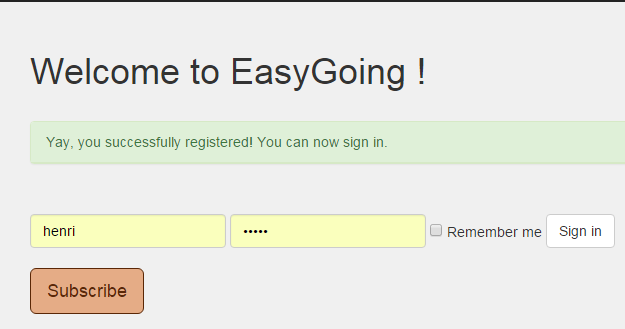 Welcome to EasyGoing !
Yay, you successfully registered! You can now sign in.
henri ••••• Remember me Sign in
Subscribe